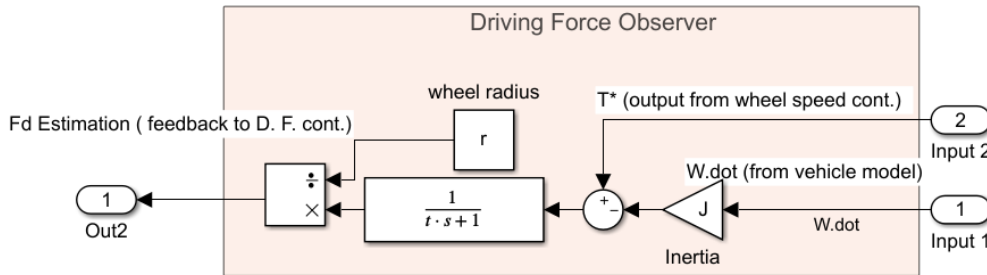 Driving Force Observer
wheel radius
T* (output from wheel speed cont.)
Fd Estimation ( feedback to D. F. cont.)
r
2
Input 2
÷
×
1
t · s + 1
+
−
W.dot (from vehicle model)
J
W.dot
1
Input 1
1
Out2
Inertia